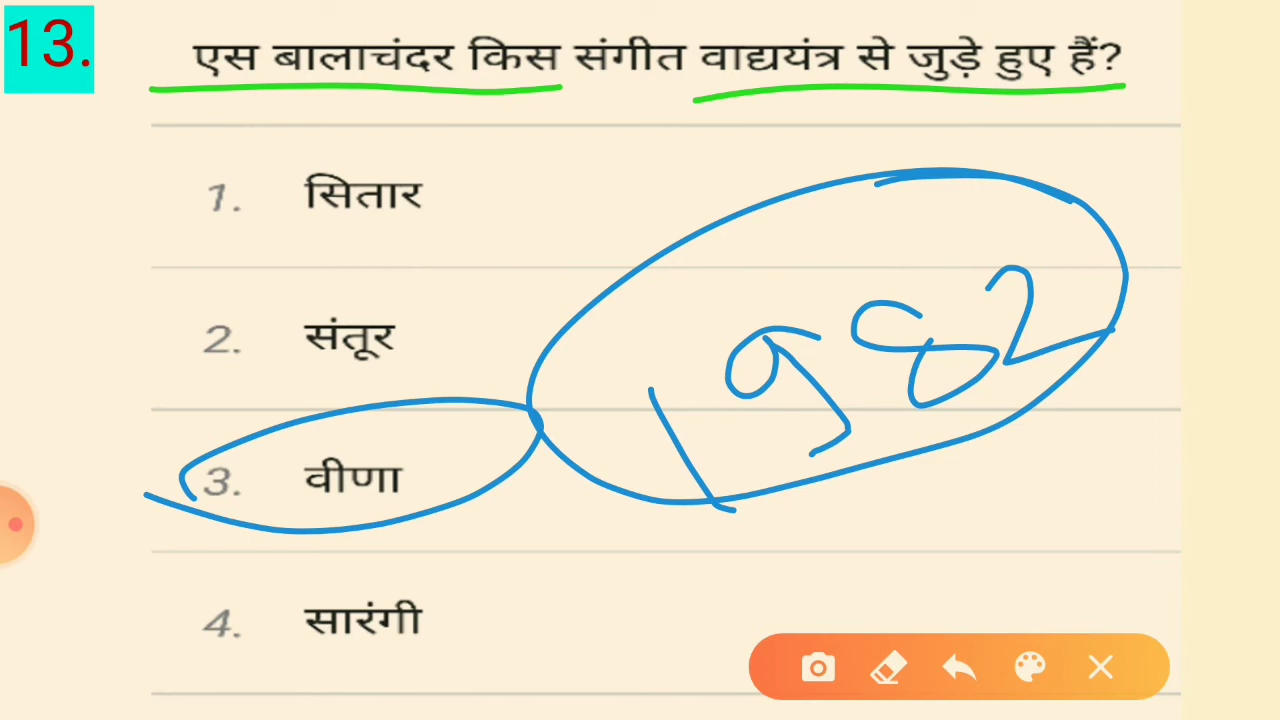 13.
एस बालाचंदर किस संगीत वाद्ययंत्र से जुड़े हुए हैं?
1. सितार
2. संतूर
1982
3. वीणा
4. सारंगी